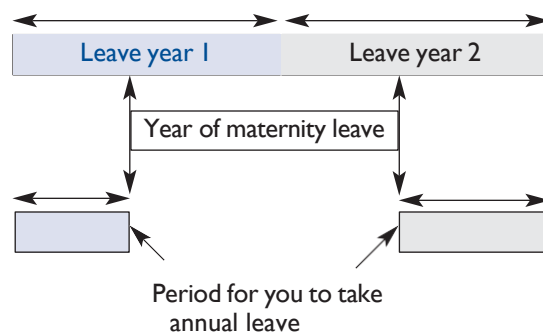 Leave year 1 Leave year 2
Year of maternity leave
Period for you to take
annual leave